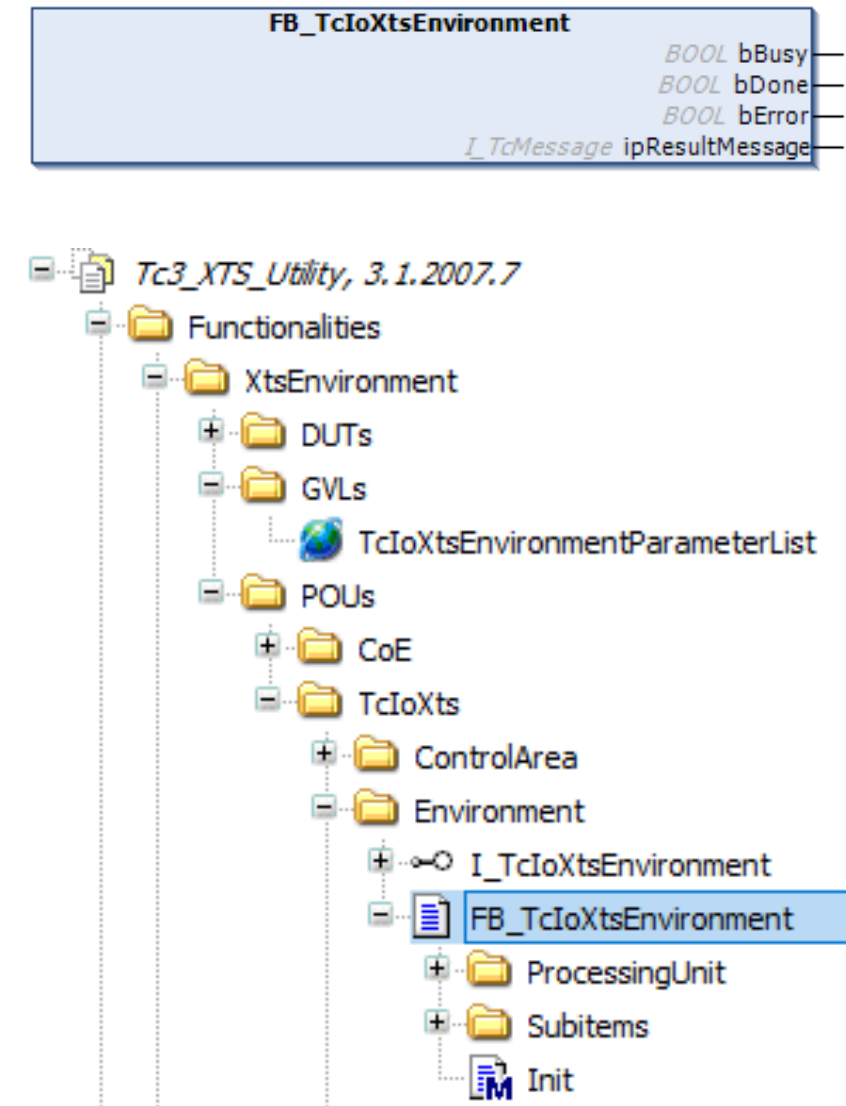 FB_TcIoXtsEnvironment
BOOL bBusy
BOOL bDone
BOOL bError
I_TcMessage ipResultMessage
Tc3_XTS_Utility, 3.1.2007.7
Functionalities
XtsEnvironment
DUTs
GVLs
TcIoXtsEnvironmentParameterList
POUs
CoE
TcIoXts
ControlArea
Environment
I_TcIoXtsEnvironment
FB_TcIoXtsEnvironment
ProcessingUnit
Subitems
M Init